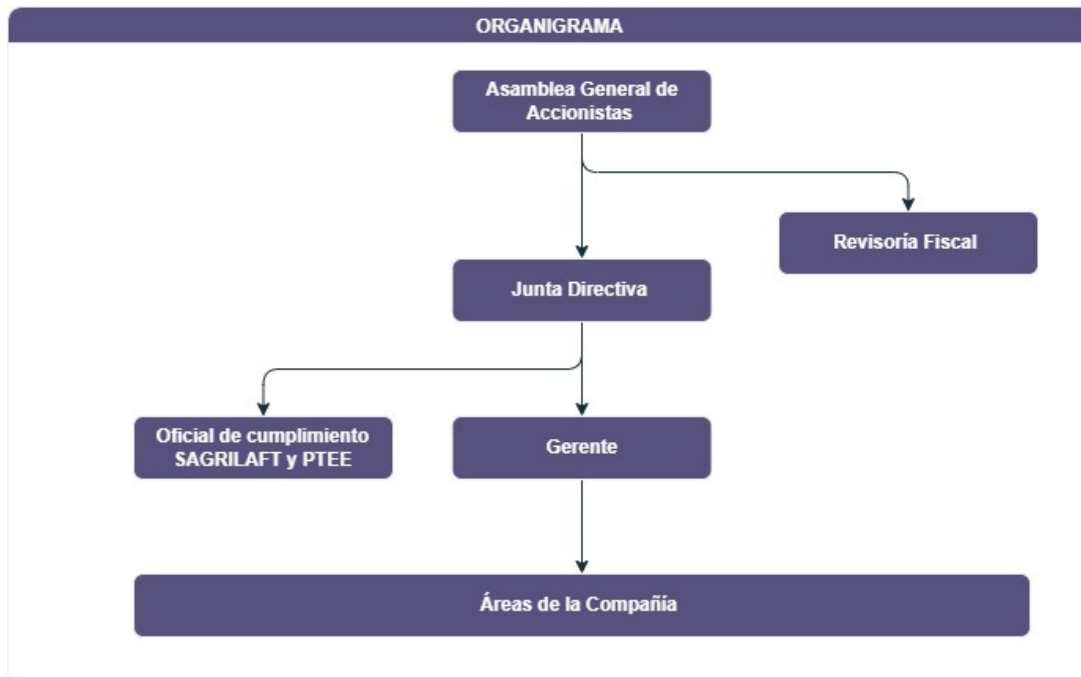 ORGANIGRAMA
Asamblea General de
Accionistas
Revisoría Fiscal
Junta Directiva
Oficial de cumplimiento
SAGRILAFT y PTEE
Gerente
Áreas de la Compañía